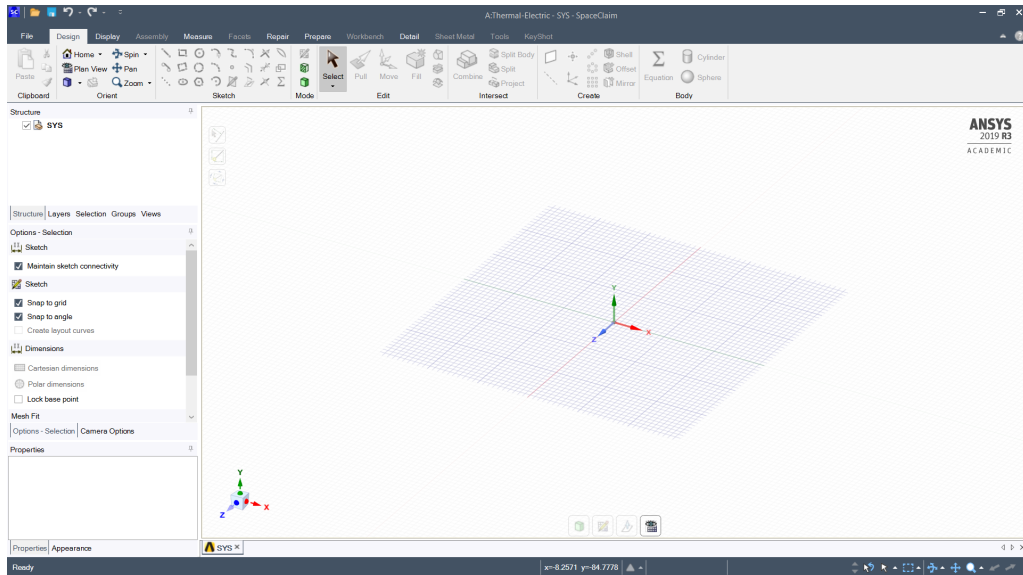 A:Thermal-Electric - SYS - SpaceClaim
File Design Display Assembly Measure Facets Repair Prepare Workbench Detail Sheet Metal Tools KeyShot
Paste
Home Spin
Plan View Pan
Zoom
Select Pull Move Fill
Combine
Split Body
Split
Project
Shell
Offset
Mirror
Equation
Cylinder
Sphere
Clipboard Orient Sketch Mode Edit Intersect Create Body
Structure
SYS
Structure Layers Selection Groups Views
Options - Selection
Sketch
Maintain sketch connectivity
Sketch
Snap to grid
Snap to angle
Create layout curves
Dimensions
Cartesian dimensions
Polar dimensions
Lock base point
Mesh Fit
Options - Selection Camera Options
Properties
Properties Appearance
ANSYS
2019 R3
ACADEMIC
Y
X
Z
Y
X
Z
SYS
Ready
x=-8.2571 y=-84.7778